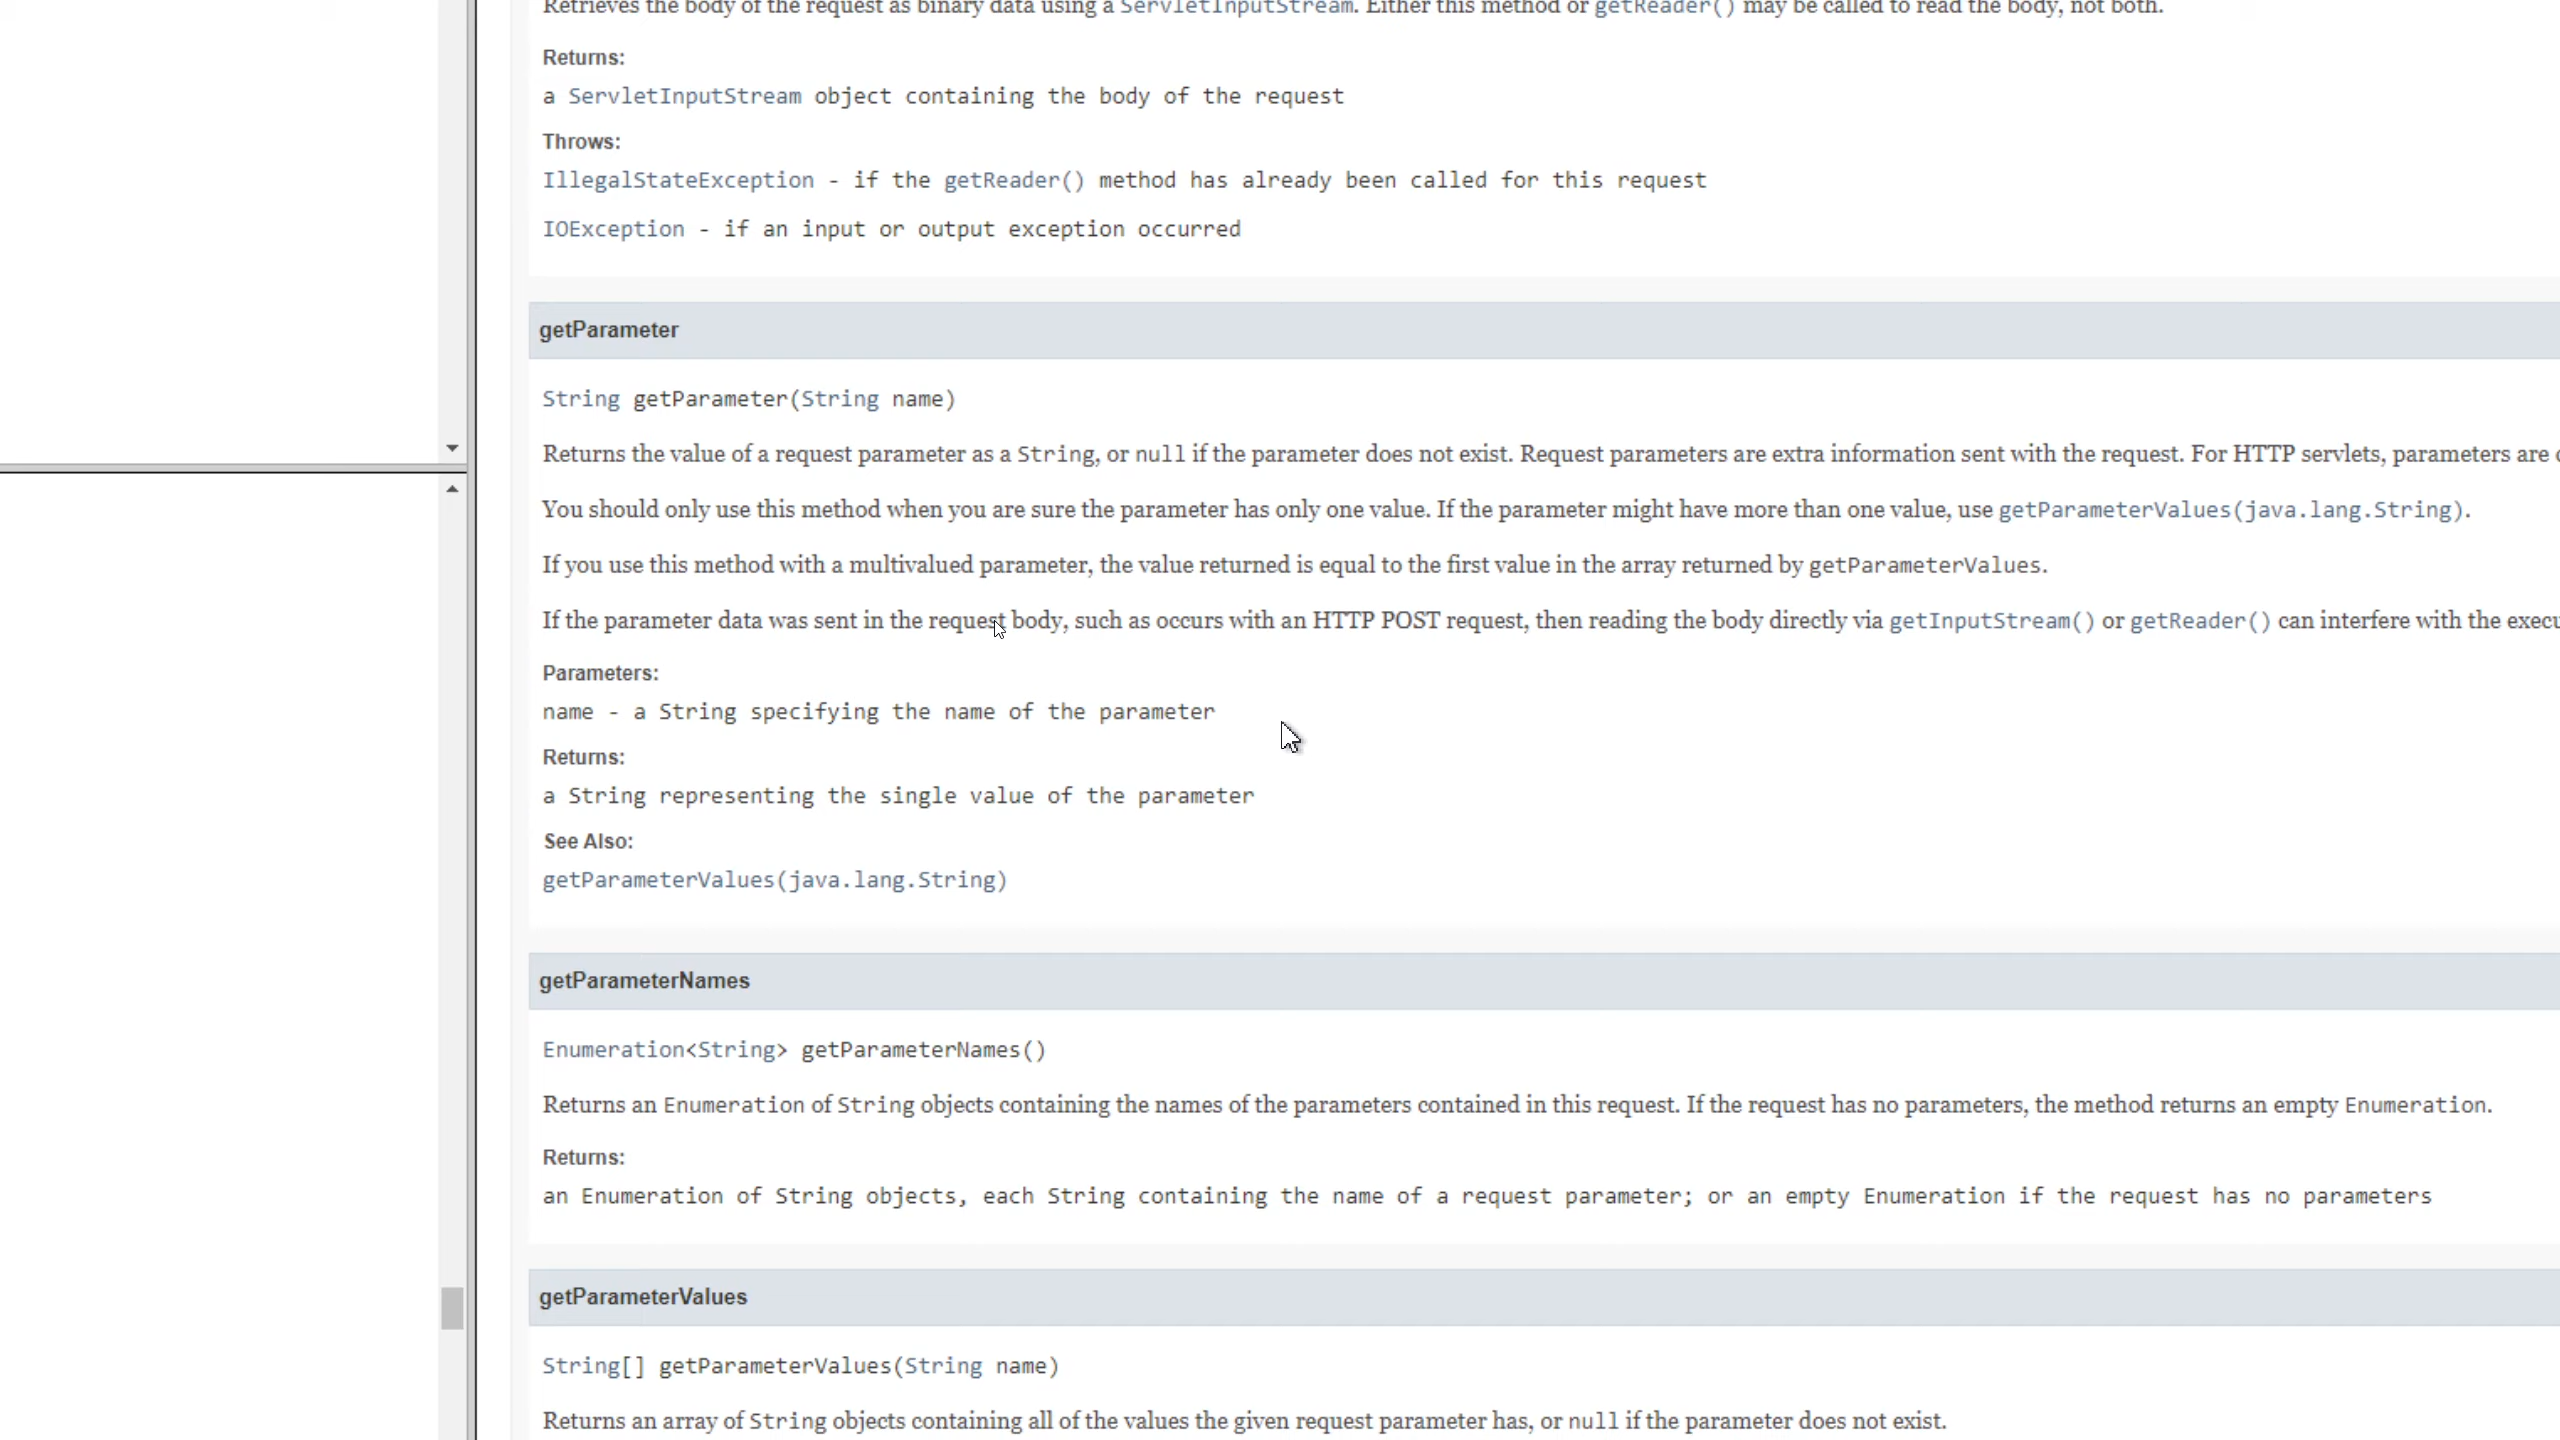 Retrieves the body of the request as binary data using a ServletInputStream. Either this method or getReader() may be called to read the body, not both.
Returns:
a ServletInputStream object containing the body of the request
Throws:
IllegalStateException - if the getReader() method has already been called for this request
IOException - if an input or output exception occurred
getParameter
String getParameter(String name)
Returns the value of a request parameter as a String, or null if the parameter does not exist. Request parameters are extra information sent with the request. For HTTP servlets, parameters are
You should only use this method when you are sure the parameter has only one value. If the parameter might have more than one value, use getParameterValues(java.lang.String).
If you use this method with a multivalued parameter, the value returned is equal to the first value in the array returned by getParameterValues.
If the parameter data was sent in the request body, such as occurs with an HTTP POST request, then reading the body directly via getInputStream() or getReader() can interfere with the
Parameters:
name - a String specifying the name of the parameter
Returns:
a String representing the single value of the parameter
See Also:
getParameterValues(java.lang.String)
getParameterNames
Enumeration<String> getParameterNames()
Returns an Enumeration of String objects containing the names of the parameters contained in this request. If the request has no parameters, the method returns an empty Enumeration.
Returns:
an Enumeration of String objects, each String containing the name of a request parameter; or an empty Enumeration if the request has no parameters
getParameterValues
String[] getParameterValues(String name)
Returns an array of String objects containing all of the values the given request parameter has, or null if the parameter does not exist.